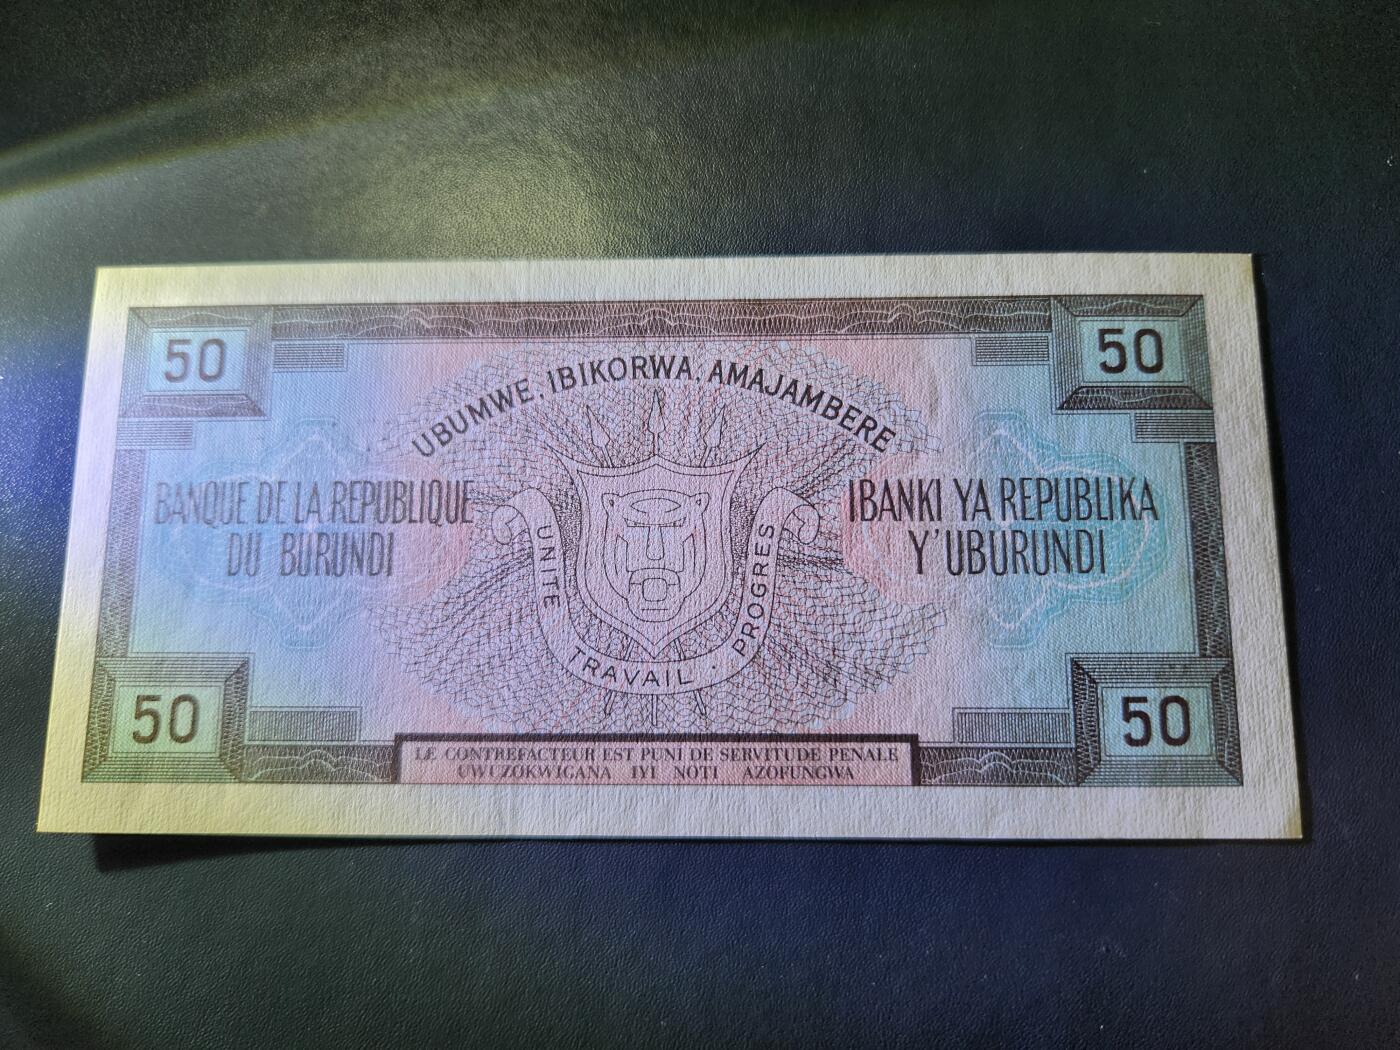 50
50
UBUMWE, IBIKORWA, AMAJAMBERE
BANQUE DE LA REPUBLIQUE
DU BURUNDI
IBANKI YA REPUBLIKA
Y'UBURUNDI
UNITE TRAVAIL · PROGRES
50
50
LE CONTREFACTEUR EST PUNI DE SERVITUDE PENALE
UWUZOKWIGANA IYI NOTI AZOFUNGWA